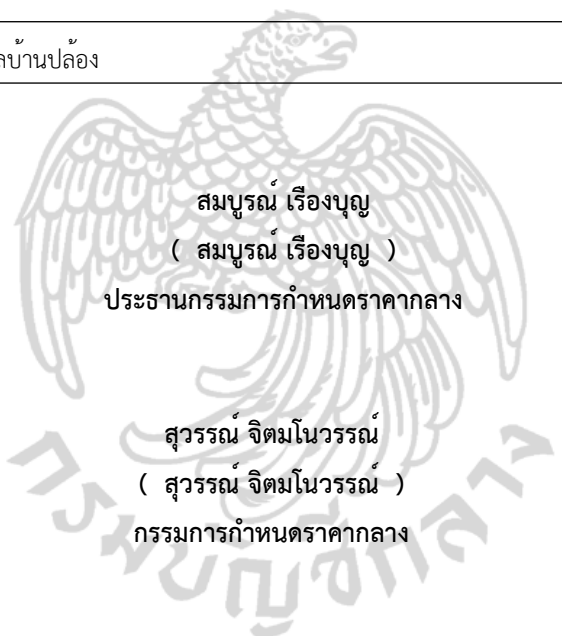 บ้านปล้อง
สมบูรณ์ เรืองบุญ
( สมบูรณ์ เรืองบุญ )
ประธานกรรมการกำหนดราคากลาง
สุวรรณ์ จิตมโนวรรณ์
( สุวรรณ์ จิตมโนวรรณ์ )
กรรมการกำหนดราคากลาง
กรมบัญชีกลาง